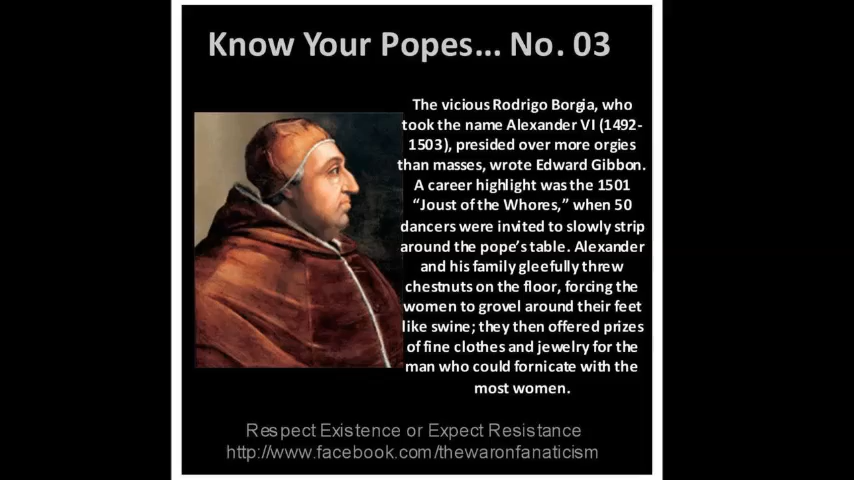 Know Your Popes... No. 03
The vicious Rodrigo Borgia, who
took the name Alexander VI (1492-
1503), presided over more orgies
than masses, wrote Edward Gibbon.
A career highlight was the 1501
“Joust of the Whores,” when 50
dancers were invited to slowly strip
around the pope’s table. Alexander
and his family gleefully threw
chestnuts on the floor, forcing the
women to grovel around their feet
like swine; they then offered prizes
of fine clothes and jewelry for the
man who could fornicate with the
most women.
Respect Existence or Expect Resistance
http://www.facebook.com/thewaronfanaticism